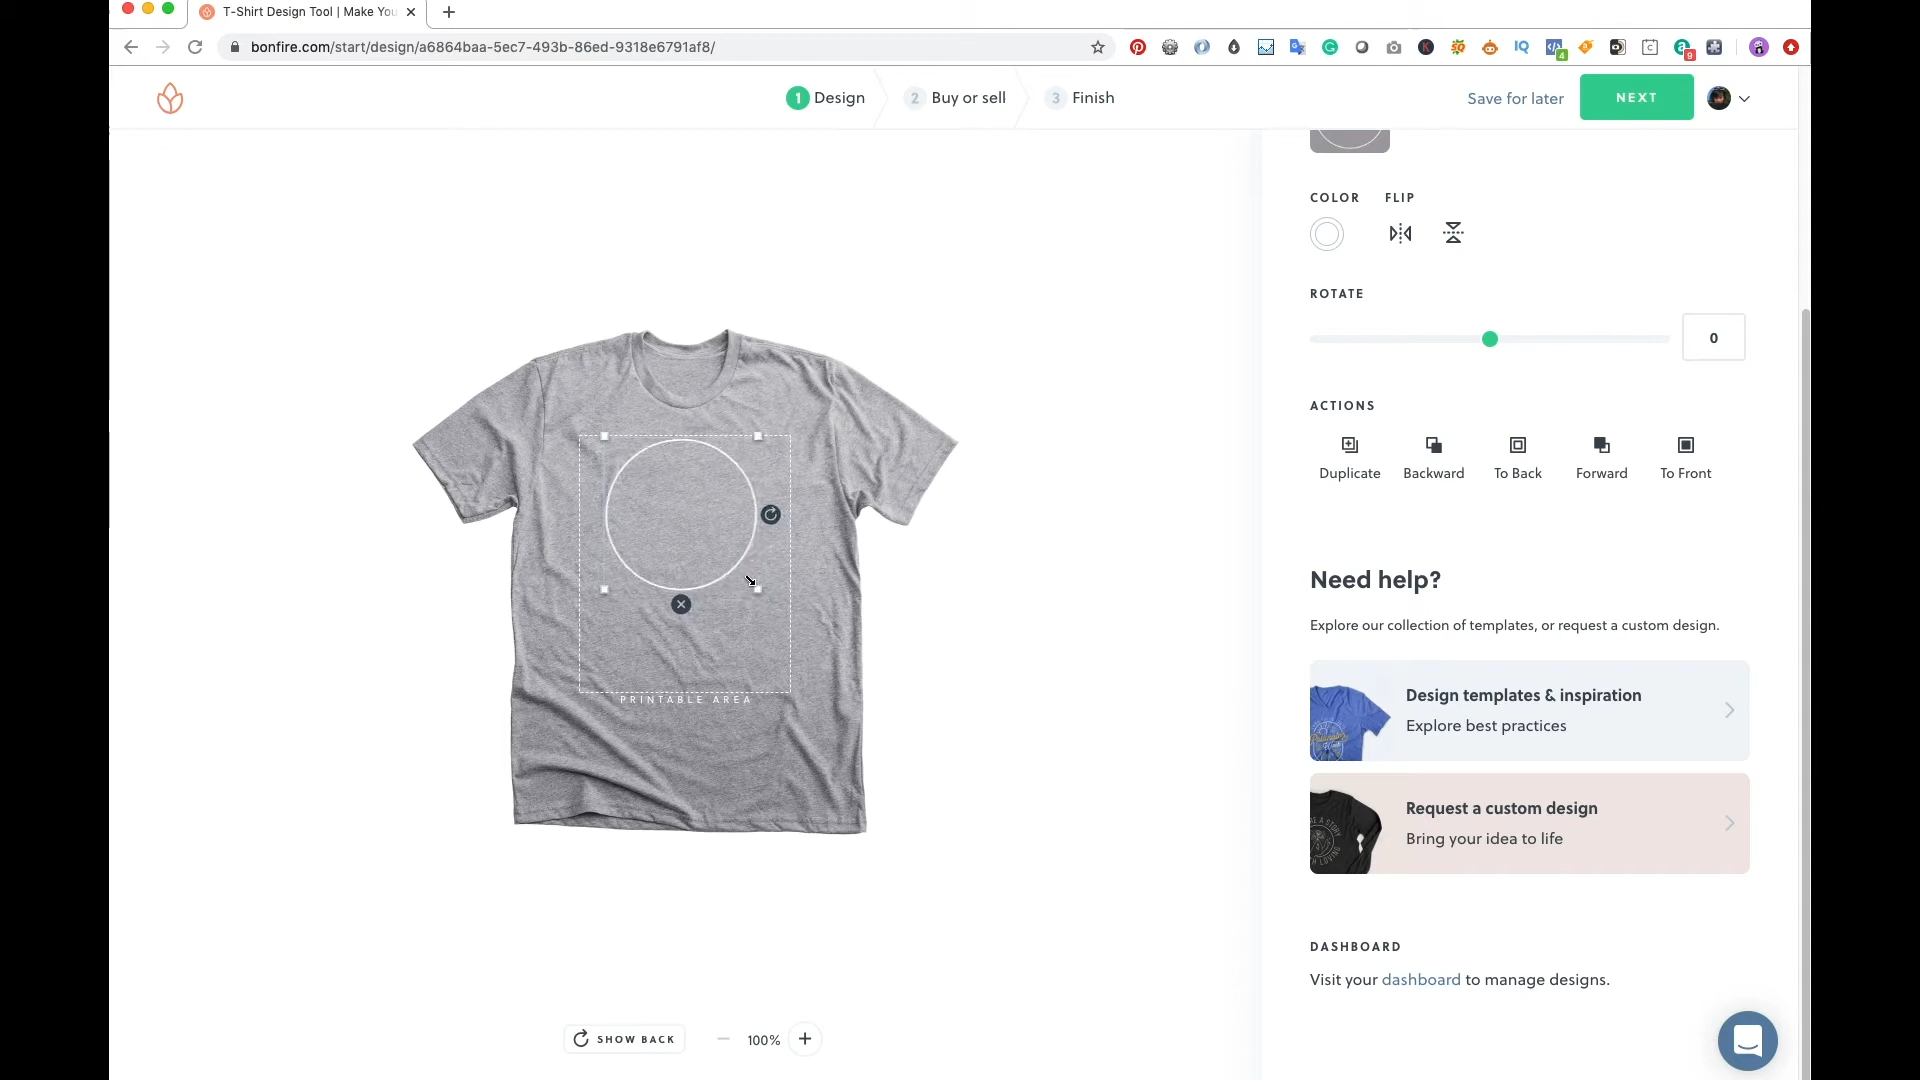 T-Shirt Design Tool | Make You
bonfire.com/start/design/a6864baa-5ec7-493b-86ed-9318e6791af8/
1 Design
2 Buy or sell
3 Finish
Save for later
NEXT
COLOR
FLIP
ROTATE
0
ACTIONS
Duplicate
Backward
To Back
Forward
To Front
PRINTABLE AREA
Need help?
Explore our collection of templates, or request a custom design.
Design templates & inspiration
Explore best practices
Request a custom design
Bring your idea to life
DASHBOARD
Visit your dashboard to manage designs.
SHOW BACK
100%